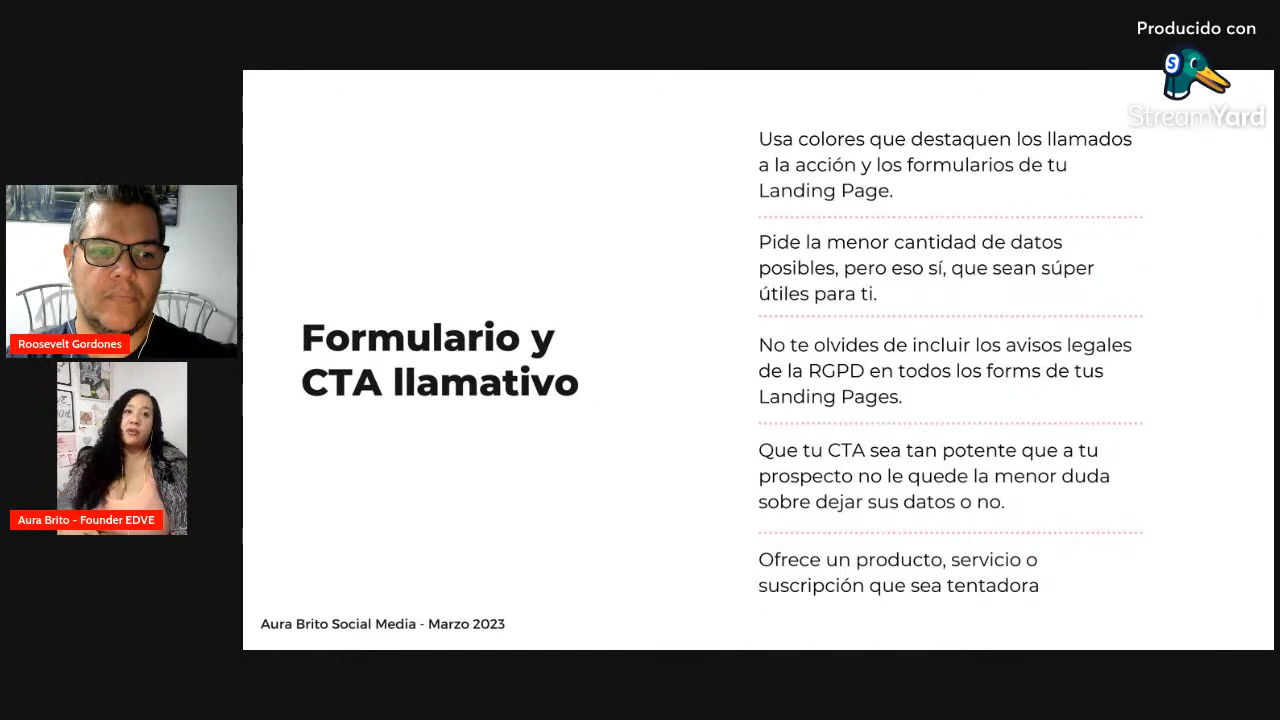 Producido con
S
StreamYard
Usa colores que destaquen los llamados
a la acción y los formularios de tu
Landing Page.
Pide la menor cantidad de datos
posibles, pero eso sí, que sean súper
útiles para ti.
No te olvides de incluir los avisos legales
de la RGPD en todos los forms de tus
Landing Pages.
Que tu CTA sea tan potente que a tu
prospecto no le quede la menor duda
sobre dejar sus datos o no.
Ofrece un producto, servicio o
suscripción que sea tentadora
Formulario y
CTA llamativo
Roosevelt Gordones
Aura Brito - Founder EDVE
Aura Brito Social Media - Marzo 2023